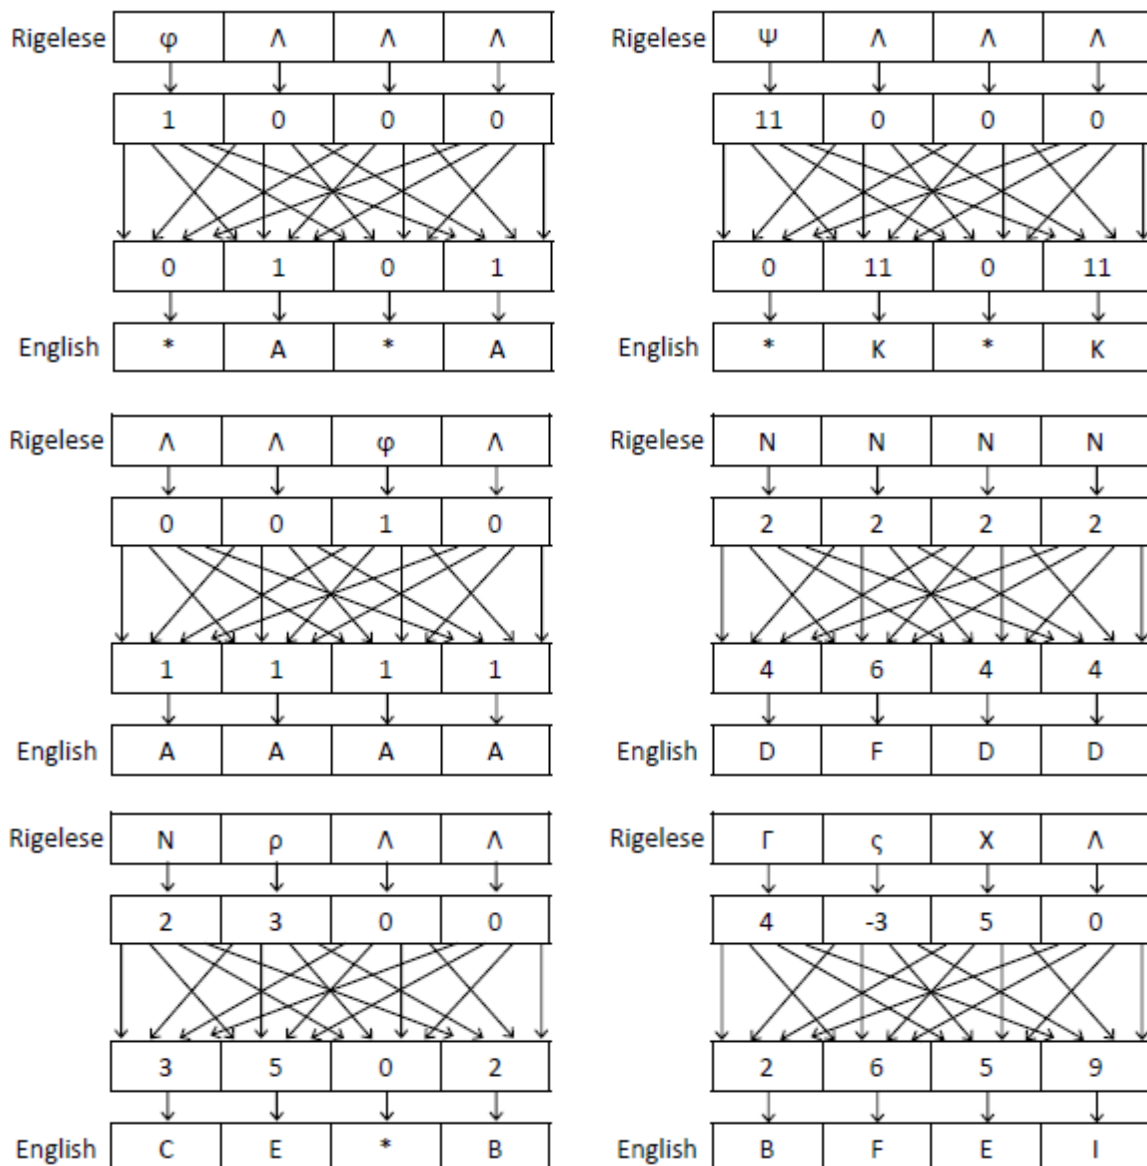 Rigelese φ Λ Λ Λ
1 0 0 0
0 1 0 1
English * A * A
Rigelese Ψ Λ Λ Λ
11 0 0 0
0 11 0 11
English * K * K
Rigelese Λ Λ φ Λ
0 0 1 0
1 1 1 1
English A A A A
Rigelese N N N N
2 2 2 2
4 6 4 4
English D F D D
Rigelese N ρ Λ Λ
2 3 0 0
3 5 0 2
English C E * B
Rigelese Γ ς X Λ
4 -3 5 0
2 6 5 9
English B F E I